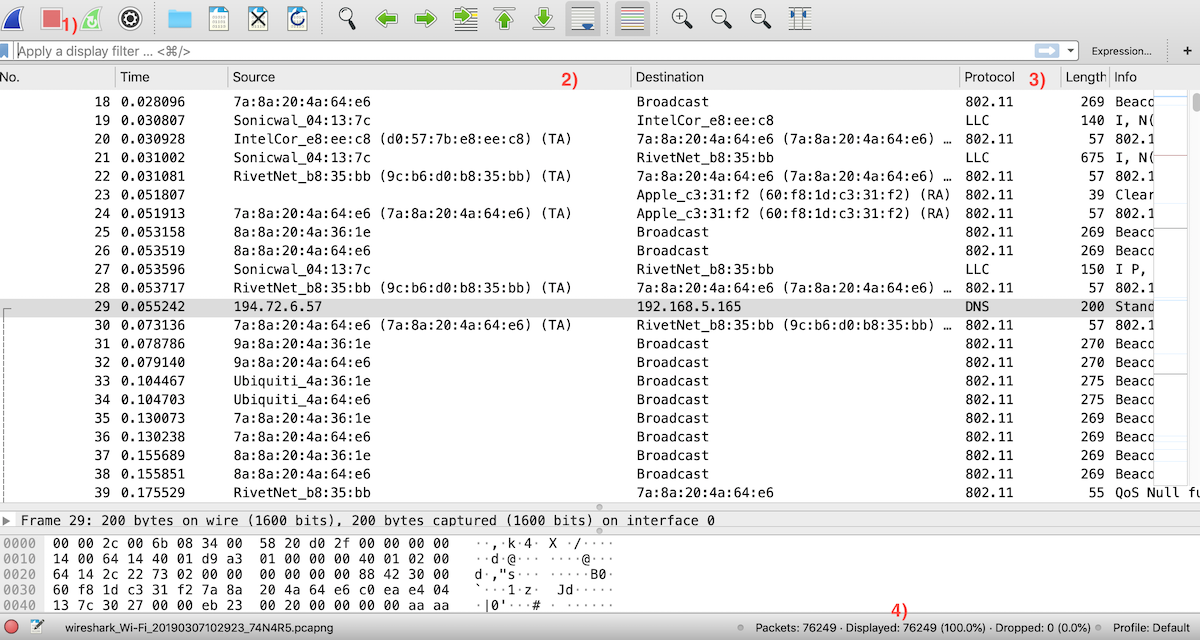 1)
Apply a display filter ... <⌘/> Expression... +
No. Time Source 2) Destination Protocol 3) Length Info
18 0.028096 7a:8a:20:4a:64:e6 Broadcast 802.11 269 Beaco
19 0.030807 Sonicwal_04:13:7c IntelCor_e8:ee:c8 LLC 140 I, N(
20 0.030928 IntelCor_e8:ee:c8 (d0:57:7b:e8:ee:c8) (TA) 7a:8a:20:4a:64:e6 (7a:8a:20:4a:64:e6) … 802.11 57 802.1
21 0.031002 Sonicwal_04:13:7c RivetNet_b8:35:bb LLC 675 I, N(
22 0.031081 RivetNet_b8:35:bb (9c:b6:d0:b8:35:bb) (TA) 7a:8a:20:4a:64:e6 (7a:8a:20:4a:64:e6) … 802.11 57 802.1
23 0.051807 Apple_c3:31:f2 (60:f8:1d:c3:31:f2) (RA) 802.11 39 Clear
24 0.051913 7a:8a:20:4a:64:e6 (7a:8a:20:4a:64:e6) (TA) Apple_c3:31:f2 (60:f8:1d:c3:31:f2) (RA) 802.11 57 802.1
25 0.053158 8a:8a:20:4a:36:1e Broadcast 802.11 269 Beaco
26 0.053519 8a:8a:20:4a:64:e6 Broadcast 802.11 269 Beaco
27 0.053596 Sonicwal_04:13:7c RivetNet_b8:35:bb LLC 150 I P,
28 0.053717 RivetNet_b8:35:bb (9c:b6:d0:b8:35:bb) (TA) 7a:8a:20:4a:64:e6 (7a:8a:20:4a:64:e6) … 802.11 57 802.1
29 0.055242 194.72.6.57 192.168.5.165 DNS 200 Stand
30 0.073136 7a:8a:20:4a:64:e6 (7a:8a:20:4a:64:e6) (TA) RivetNet_b8:35:bb (9c:b6:d0:b8:35:bb) … 802.11 57 802.1
31 0.078786 9a:8a:20:4a:36:1e Broadcast 802.11 270 Beaco
32 0.079140 9a:8a:20:4a:64:e6 Broadcast 802.11 270 Beaco
33 0.104467 Ubiquiti_4a:36:1e Broadcast 802.11 275 Beaco
34 0.104703 Ubiquiti_4a:64:e6 Broadcast 802.11 275 Beaco
35 0.130073 7a:8a:20:4a:36:1e Broadcast 802.11 269 Beaco
36 0.130238 7a:8a:20:4a:64:e6 Broadcast 802.11 269 Beaco
37 0.155689 8a:8a:20:4a:36:1e Broadcast 802.11 269 Beaco
38 0.155851 8a:8a:20:4a:64:e6 Broadcast 802.11 269 Beaco
39 0.175529 RivetNet_b8:35:bb 7a:8a:20:4a:64:e6 802.11 55 QoS Null fu
Frame 29: 200 bytes on wire (1600 bits), 200 bytes captured (1600 bits) on interface 0
0000 00 00 2c 00 6b 08 34 00 58 20 d0 2f 00 00 00 00 ··,·k·4· X ·/····
0010 14 00 64 14 40 01 d9 a3 01 00 00 00 40 01 02 00 ··d·@··· ····@···
0020 64 14 2c 22 73 02 00 00 00 00 00 00 88 42 30 00 d·,"s··· ·····B0·
0030 60 f8 1d c3 31 f2 7a 8a 20 4a 64 e6 c0 ea e4 04 `···1·z· Jd·····
0040 13 7c 30 27 00 00 eb 23 00 20 00 00 00 00 aa aa ·|0'···# · ······
4)
wireshark_Wi-Fi_20190307102923_74N4R5.pcapng Packets: 76249 · Displayed: 76249 (100.0%) · Dropped: 0 (0.0%) Profile: Default